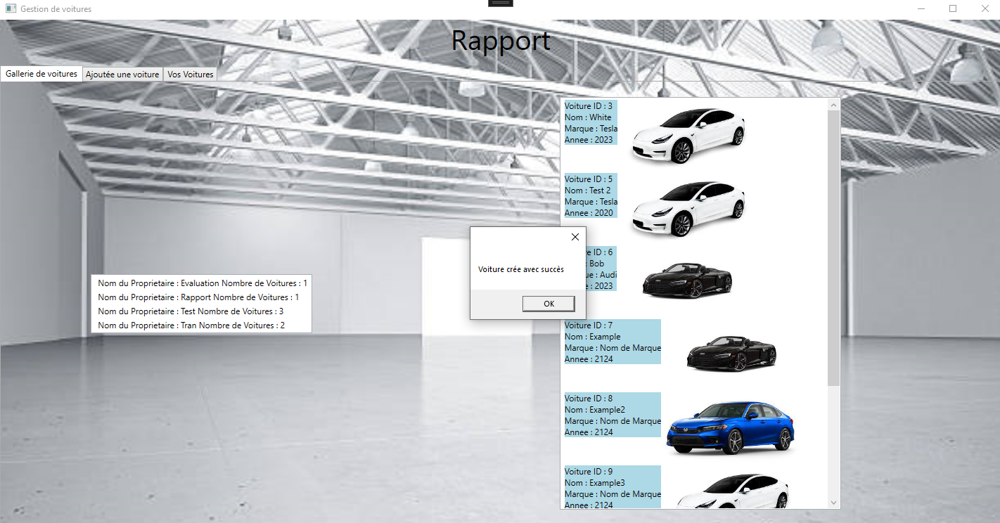 Gestion de voitures
Rapport
Gallerie de voitures
Ajoutée une voiture
Vos Voitures
Nom du Proprietaire : Evaluation Nombre de Voitures : 1
Nom du Proprietaire : Rapport Nombre de Voitures : 1
Nom du Proprietaire : Test Nombre de Voitures : 3
Nom du Proprietaire : Tran Nombre de Voitures : 2
Voiture crée avec succès
OK
Voiture ID : 3
Nom : White
Marque : Tesla
Annee : 2023
Voiture ID : 5
Nom : Test 2
Marque : Tesla
Annee : 2020
re ID : 6
: Bob
ue : Audi
e : 2023
Voiture ID : 7
Nom : Example
Marque : Nom de Marque
Annee : 2124
Voiture ID : 8
Nom : Example2
Marque : Nom de Marque
Annee : 2124
Voiture ID : 9
Nom : Example3
Marque : Nom de Marque
Annee : 2124